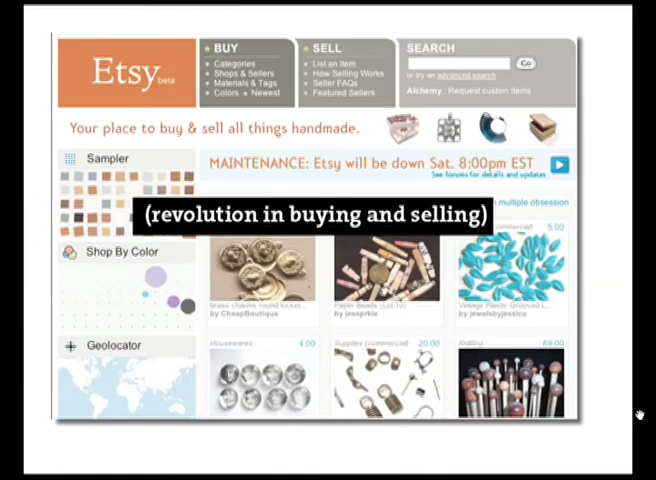 Etsy beta
BUY
Categories
Shops & Sellers
Materials & Tags
Colors
Newest
SELL
List an Item
How Selling Works
Seller FAQs
Featured Sellers
SEARCH
Go
or try an advanced search
Alchemy : Request custom items
Your place to buy & sell all things handmade.
Sampler
MAINTENANCE: Etsy will be down Sat. 8:00pm EST
See forums for details and updates
multiple obsession
(revolution in buying and selling)
5.00
Shop By Color
by CheapBoutique
Paper Beads (Lot 10)
by jessprkle
Vintage Plastic Grooved L...
by jewelsbyjessica
Geolocator
Housewares
4.00
Supplies (commercial)
20.00
Knitting
69.00